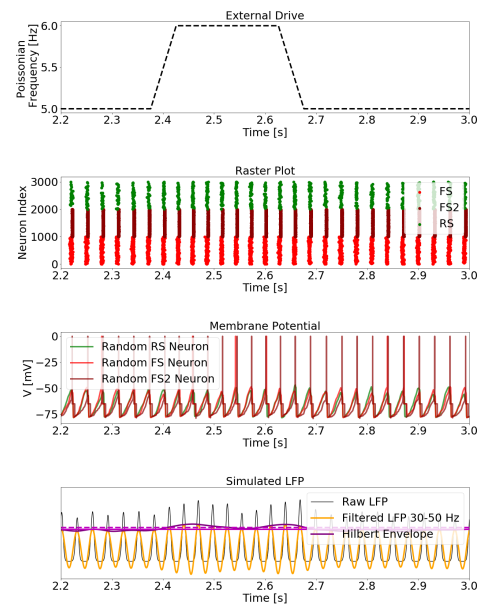 External Drive
Poissonian
Frequency [Hz]
6.0
5.5
5.0
2.2 2.3 2.4 2.5 2.6 2.7 2.8 2.9 3.0
Time [s]
Raster Plot
Neuron Index
3000
2000
1000
0
FS
FS2
RS
2.2 2.3 2.4 2.5 2.6 2.7 2.8 2.9 3.0
Time [s]
Membrane Potential
V [mV]
0
−25
−50
−75
Random RS Neuron
Random FS Neuron
Random FS2 Neuron
2.2 2.3 2.4 2.5 2.6 2.7 2.8 2.9 3.0
Time [s]
Simulated LFP
Raw LFP
Filtered LFP 30-50 Hz
Hilbert Envelope
2.2 2.3 2.4 2.5 2.6 2.7 2.8 2.9 3.0
Time [s]